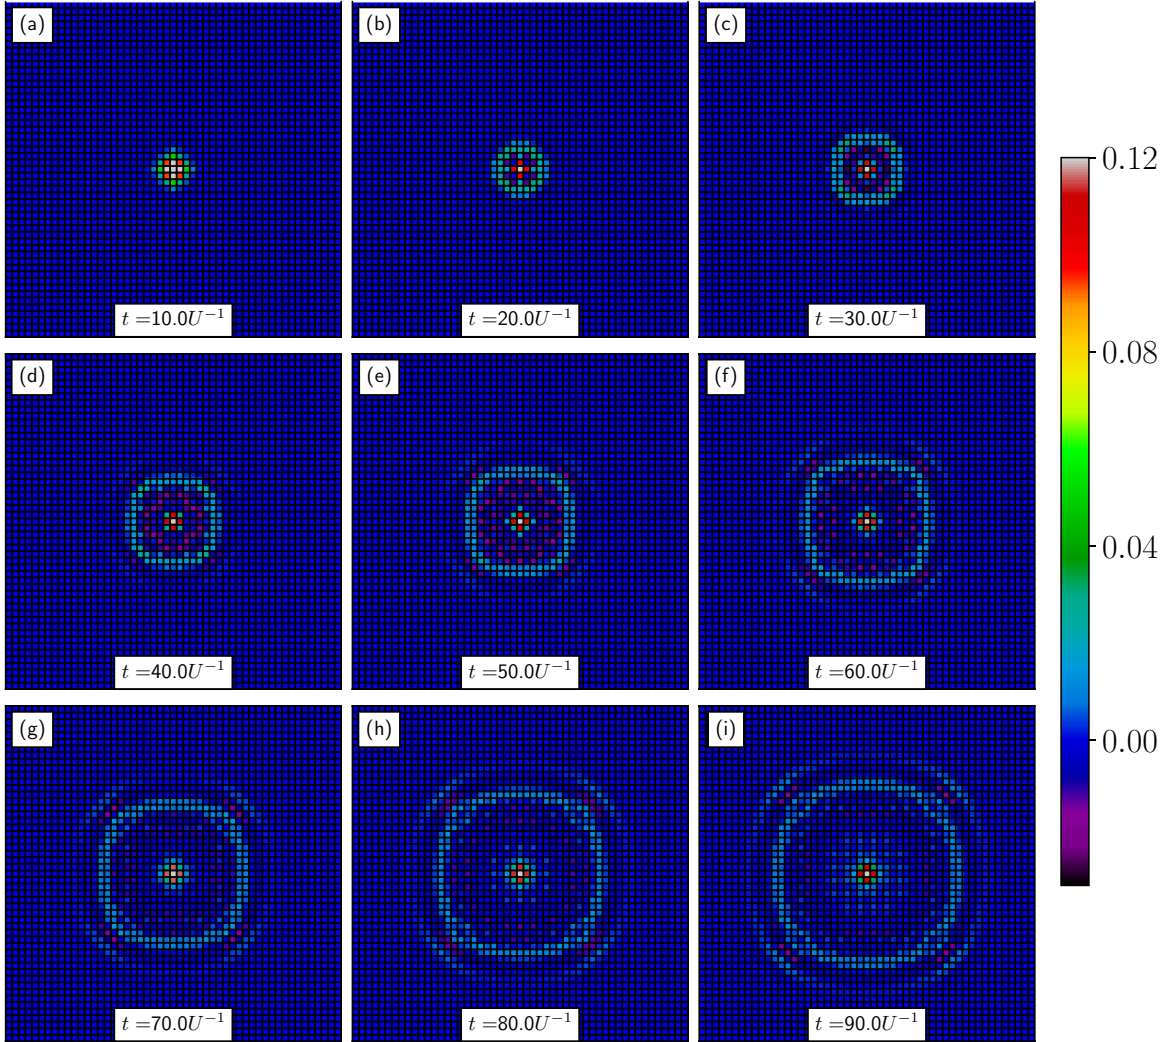 (a) (b) (c)
0.12
t =10.0U⁻¹ t =20.0U⁻¹ t =30.0U⁻¹
(d) (e) (f)
0.08
0.04
t =40.0U⁻¹ t =50.0U⁻¹ t =60.0U⁻¹
(g) (h) (i)
0.00
t =70.0U⁻¹ t =80.0U⁻¹ t =90.0U⁻¹